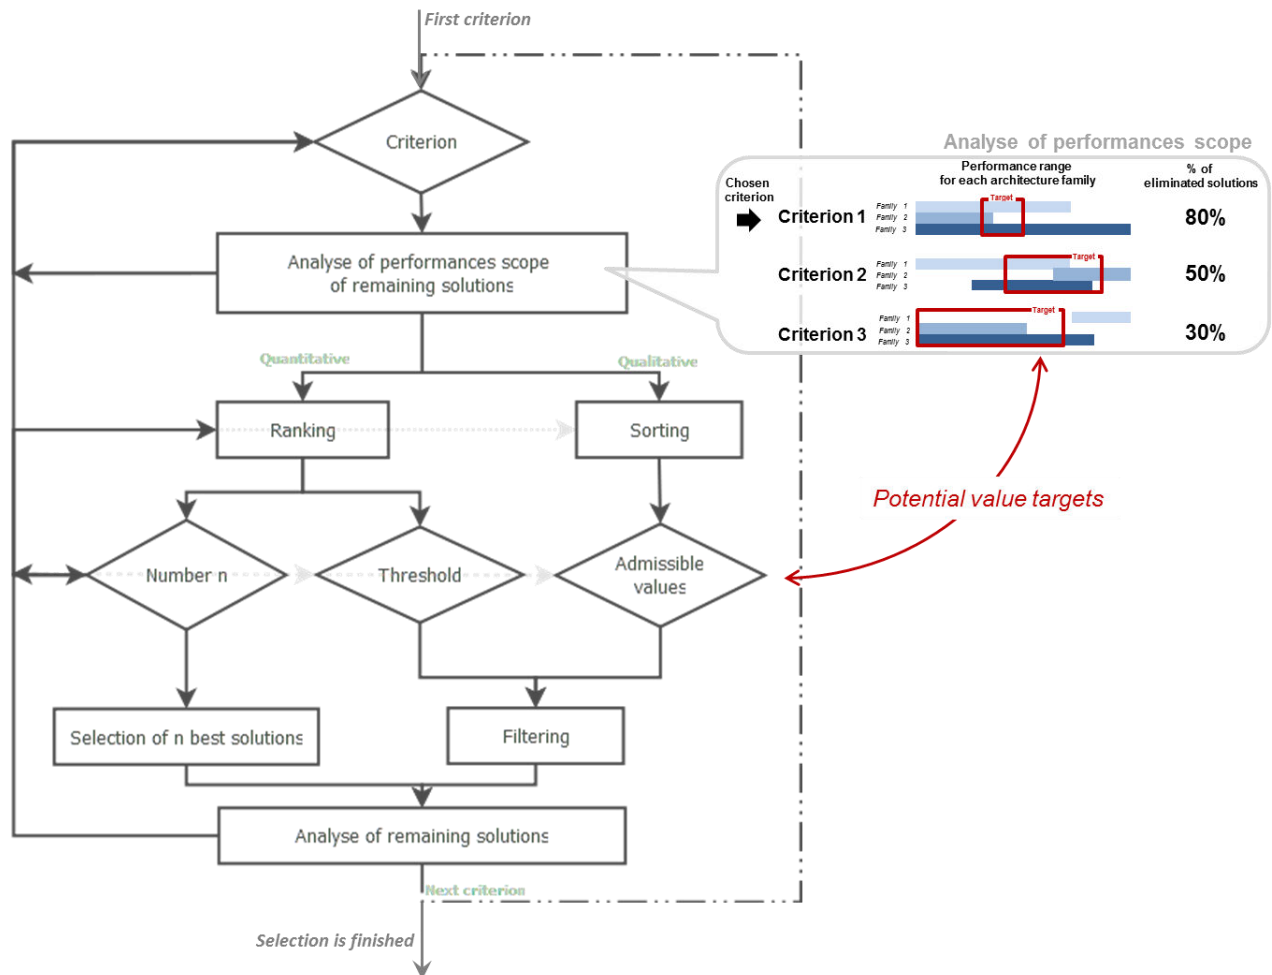 First criterion
Criterion
Analyse of performances scope
of remaining solutions
Quantitative
Qualitative
Ranking
Sorting
Number n
Threshold
Admissible
values
Selection of n best solutions
Filtering
Analyse of remaining solutions
Next criterion
Selection is finished
Analyse of performances scope
Chosen
criterion
Performance range
for each architecture family
% of
eliminated solutions
Criterion 1
Family 1
Family 2
Family 3
Target
80%
Criterion 2
Family 1
Family 2
Family 3
Target
50%
Criterion 3
Family 1
Family 2
Family 3
Target
30%
Potential value targets